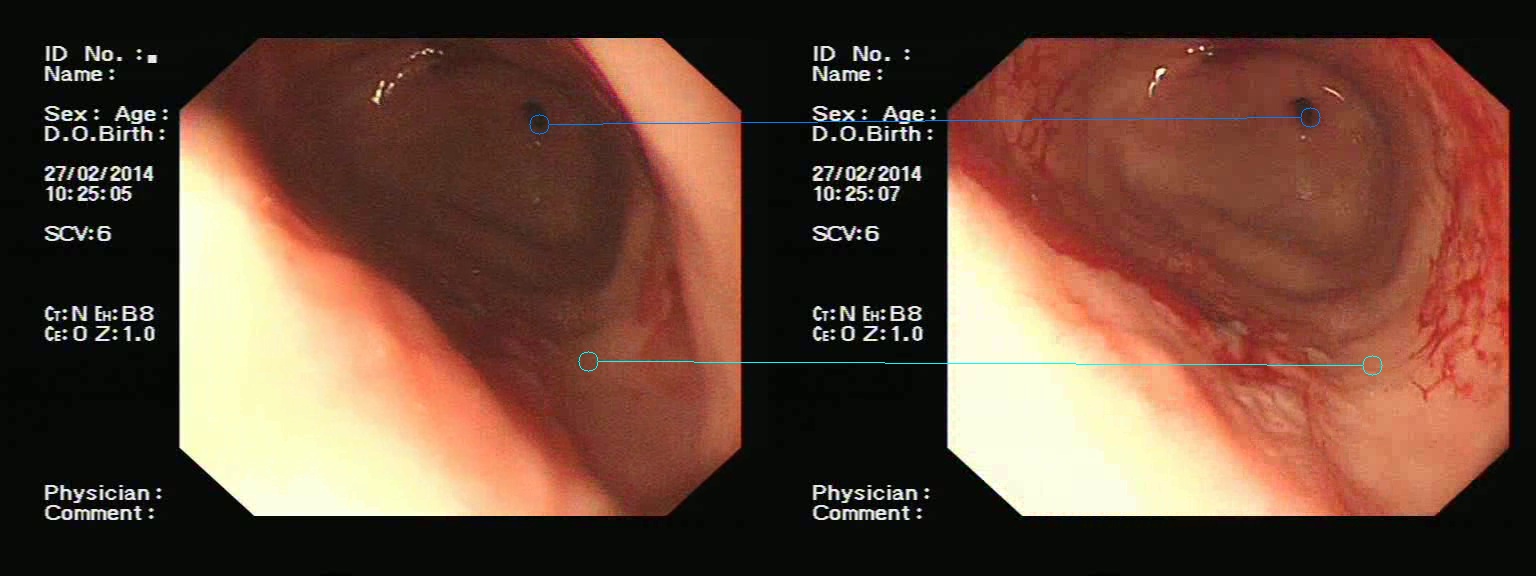 ID No. :
Name:
Sex: Age:
D.O.Birth:
27/02/2014
10:25:05
SCV:6
CT:N EH:B8
CE:0 Z:1.0
Physician:
Comment:
ID No. :
Name:
Sex: Age:
D.O.Birth:
27/02/2014
10:25:07
SCV:6
CT:N EH:B8
CE:0 Z:1.0
Physician:
Comment: